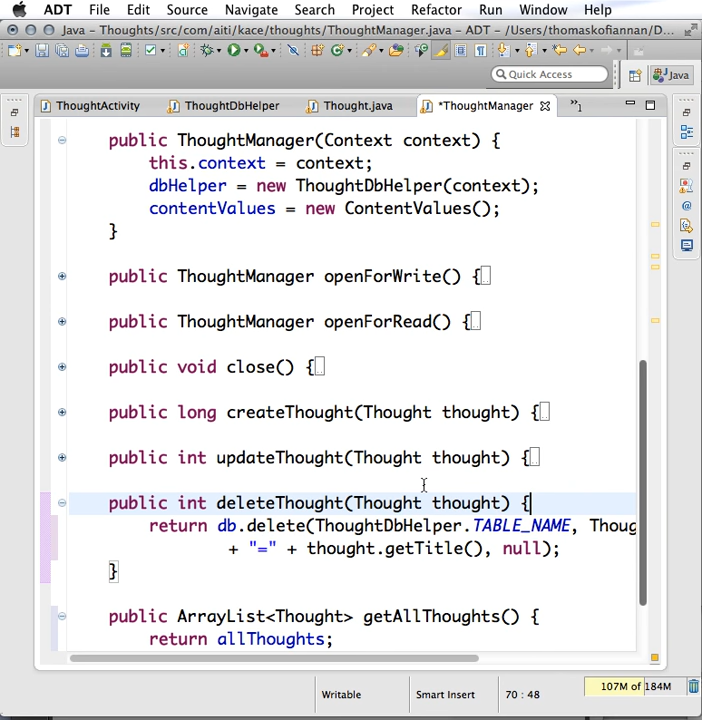 ADT File Edit Source Navigate Search Project Refactor Run Window Help
Java – Thoughts/src/com/aiti/kace/thoughts/ThoughtManager.java – ADT – /Users/thomaskofiannan/D...
Quick Access
Java
ThoughtActivity ThoughtDbHelper Thought.java *ThoughtManager »1
public ThoughtManager(Context context) {
this.context = context;
dbHelper = new ThoughtDbHelper(context);
contentValues = new ContentValues();
}
public ThoughtManager openForWrite() {
public ThoughtManager openForRead() {
public void close() {
public long createThought(Thought thought) {
public int updateThought(Thought thought) {
public int deleteThought(Thought thought) {
return db.delete(ThoughtDbHelper.TABLE_NAME, Thoug
+ "=" + thought.getTitle(), null);
}
public ArrayList<Thought> getAllThoughts() {
return allThoughts;
Writable Smart Insert 70 : 48 107M of 184M